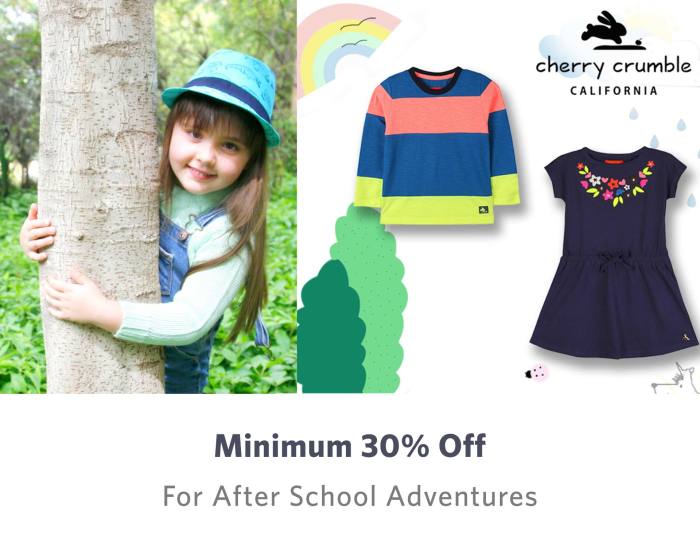 cherry crumble
CALIFORNIA
Minimum 30% Off
For After School Adventures